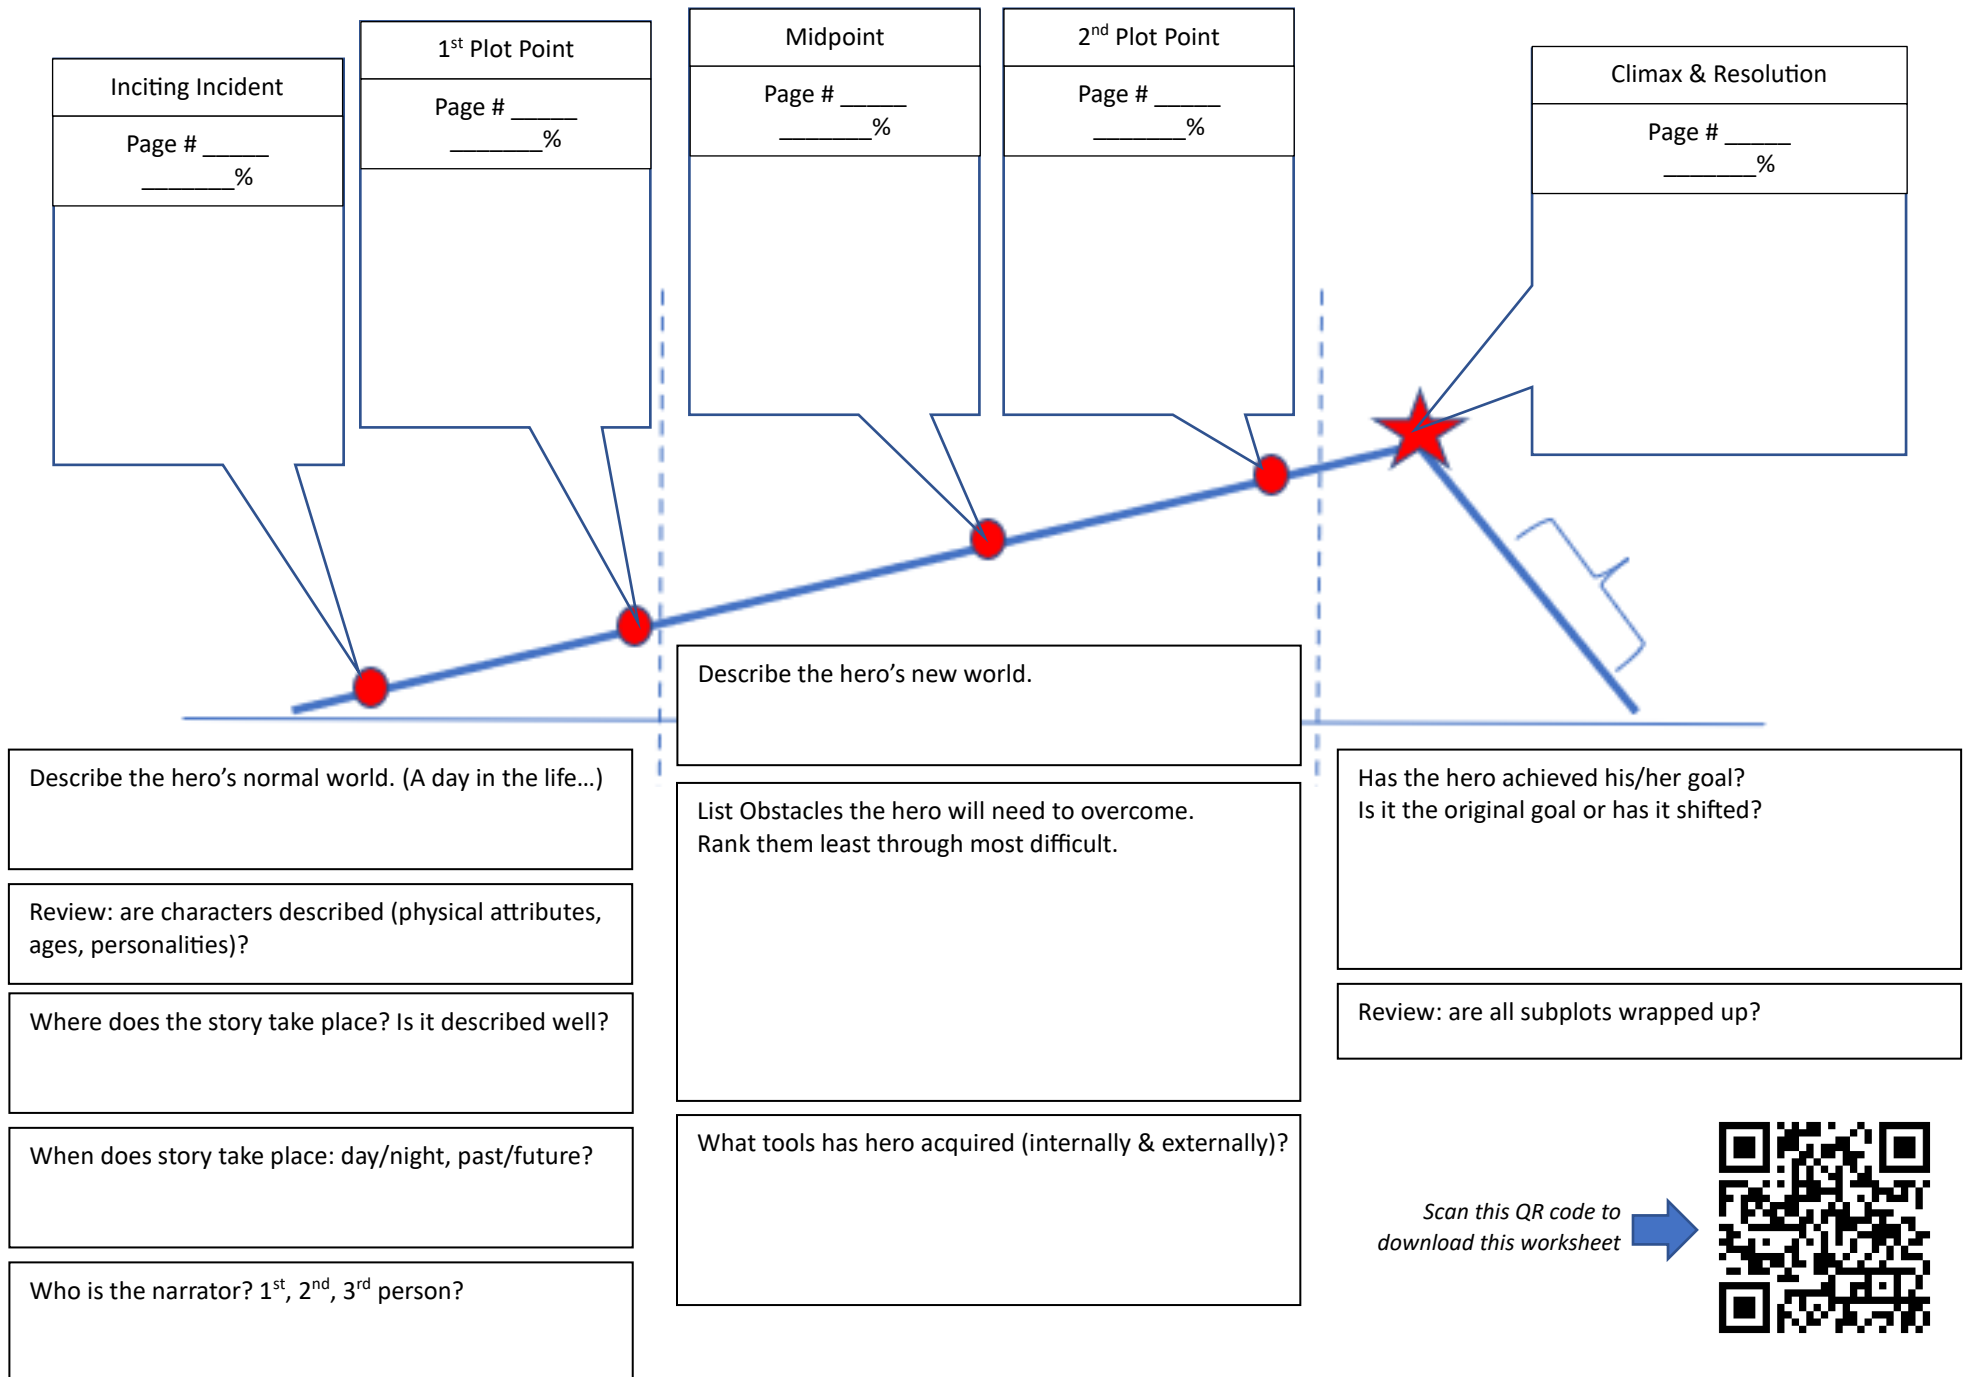 Inciting Incident
Page # _____
_______%
1st Plot Point
Page # _____
_______%
Midpoint
Page # _____
_______%
2nd Plot Point
Page # _____
_______%
Climax & Resolution
Page # _____
_______%
Describe the hero’s normal world. (A day in the life…)
Review: are characters described (physical attributes,
ages, personalities)?
Where does the story take place? Is it described well?
When does story take place: day/night, past/future?
Who is the narrator? 1st, 2nd, 3rd person?
Describe the hero’s new world.
List Obstacles the hero will need to overcome.
Rank them least through most difficult.
What tools has hero acquired (internally & externally)?
Has the hero achieved his/her goal?
Is it the original goal or has it shifted?
Review: are all subplots wrapped up?
Scan this QR code to
download this worksheet